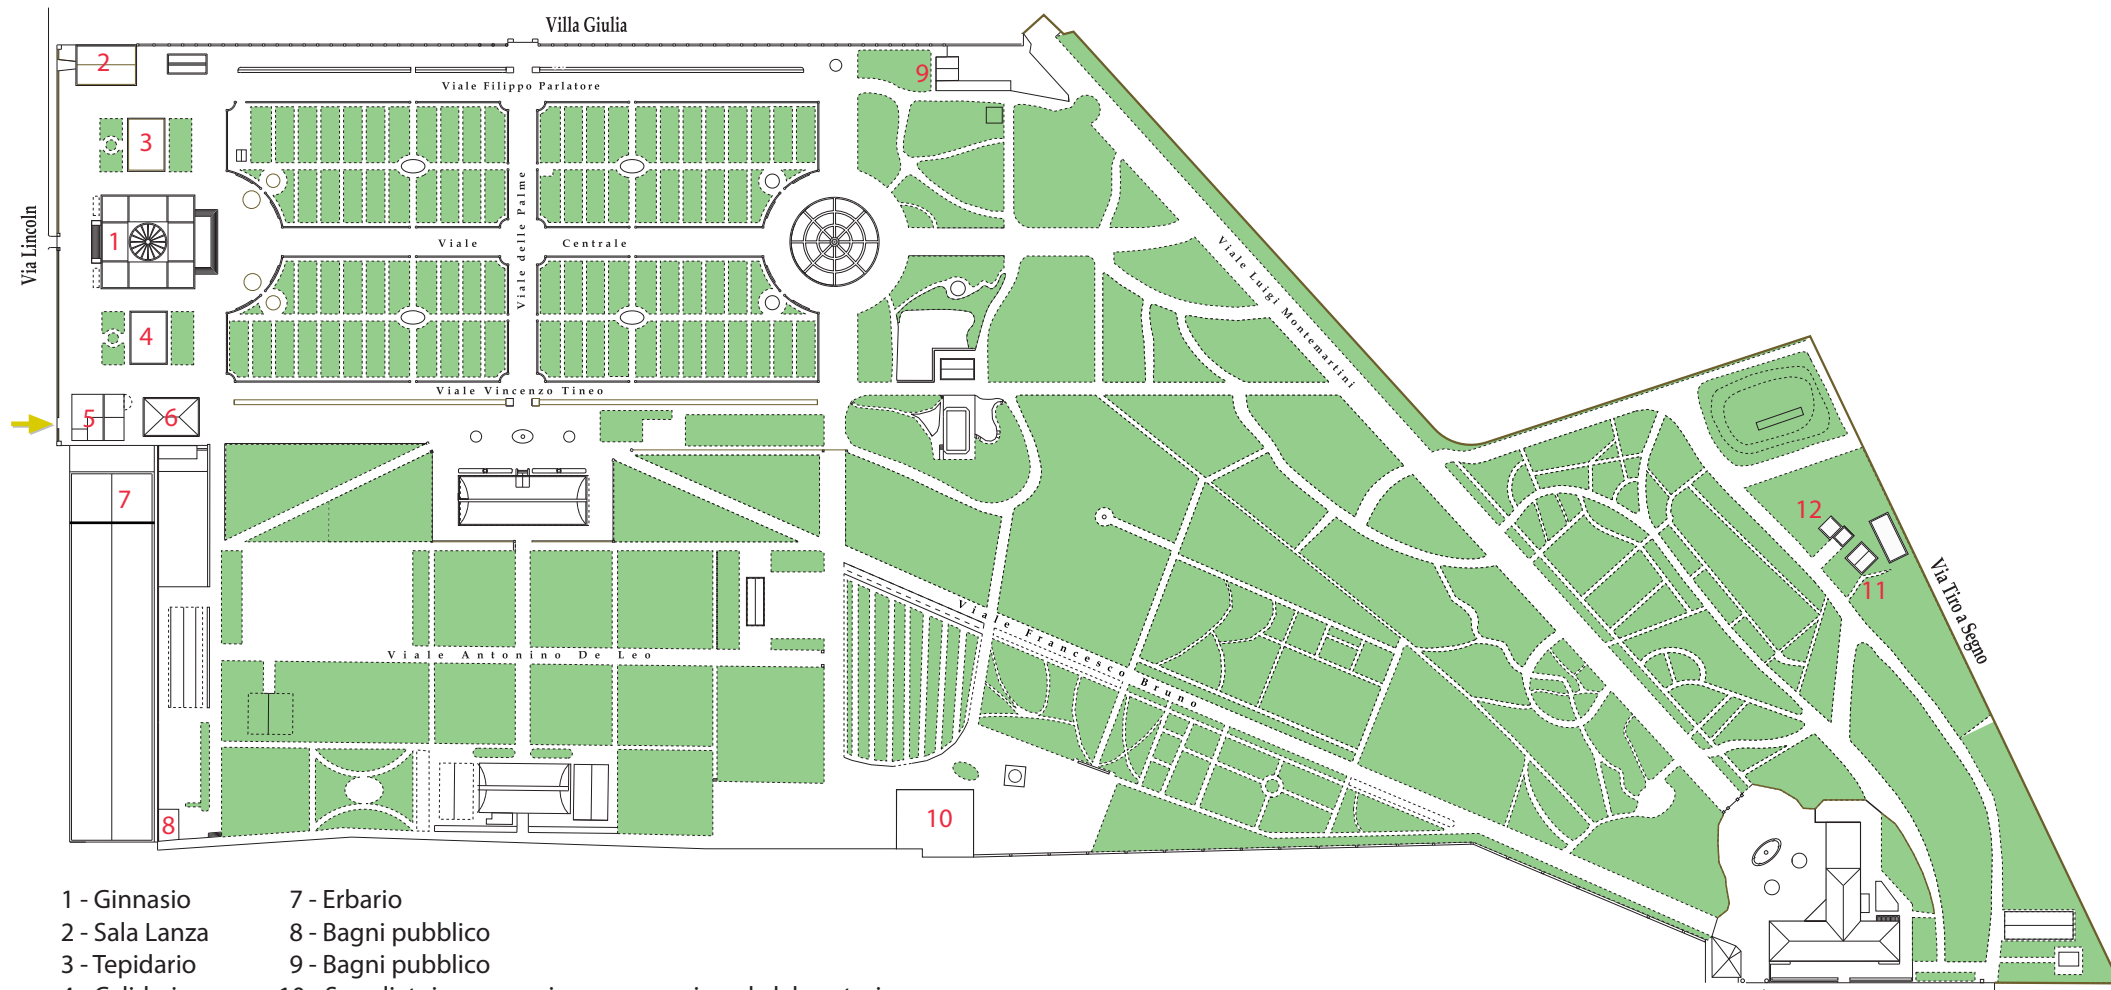 Villa Giulia
2
9
Viale Filippo Parlatore
3
Via Lincoln
1
Viale delle Palme
Viale Centrale
Viale Luigi Montemartini
4
Viale Vincenzo Tineo
5
6
7
12
11
Via Tiro a Segno
Viale Francesco Bruno
Viale Antonino De Leo
8
10
1 - Ginnasio
2 - Sala Lanza
3 - Tepidario
7 - Erbario
8 - Bagni pubblico
9 - Bagni pubblico